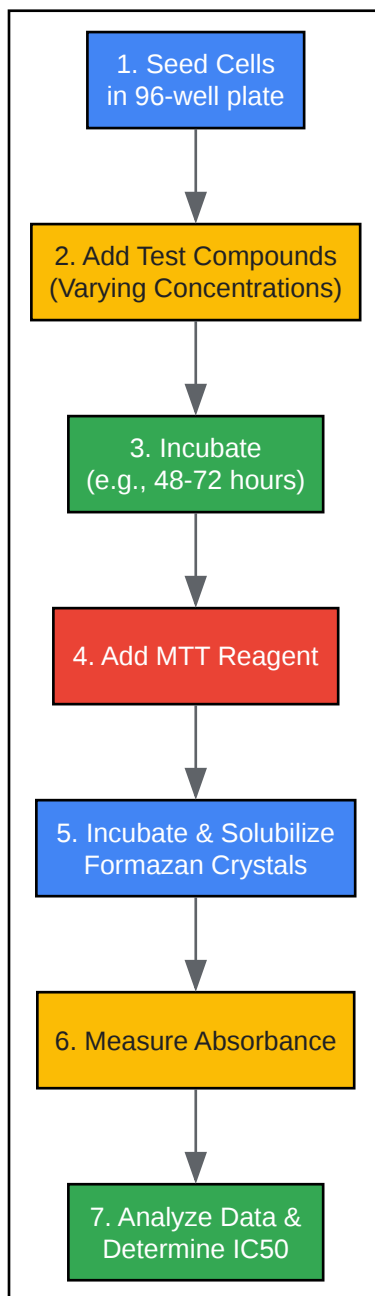 1. Seed Cells
in 96-well plate
2. Add Test Compounds
(Varying Concentrations)
3. Incubate
(e.g., 48-72 hours)
4. Add MTT Reagent
5. Incubate & Solubilize
Formazan Crystals
6. Measure Absorbance
7. Analyze Data &
Determine IC50